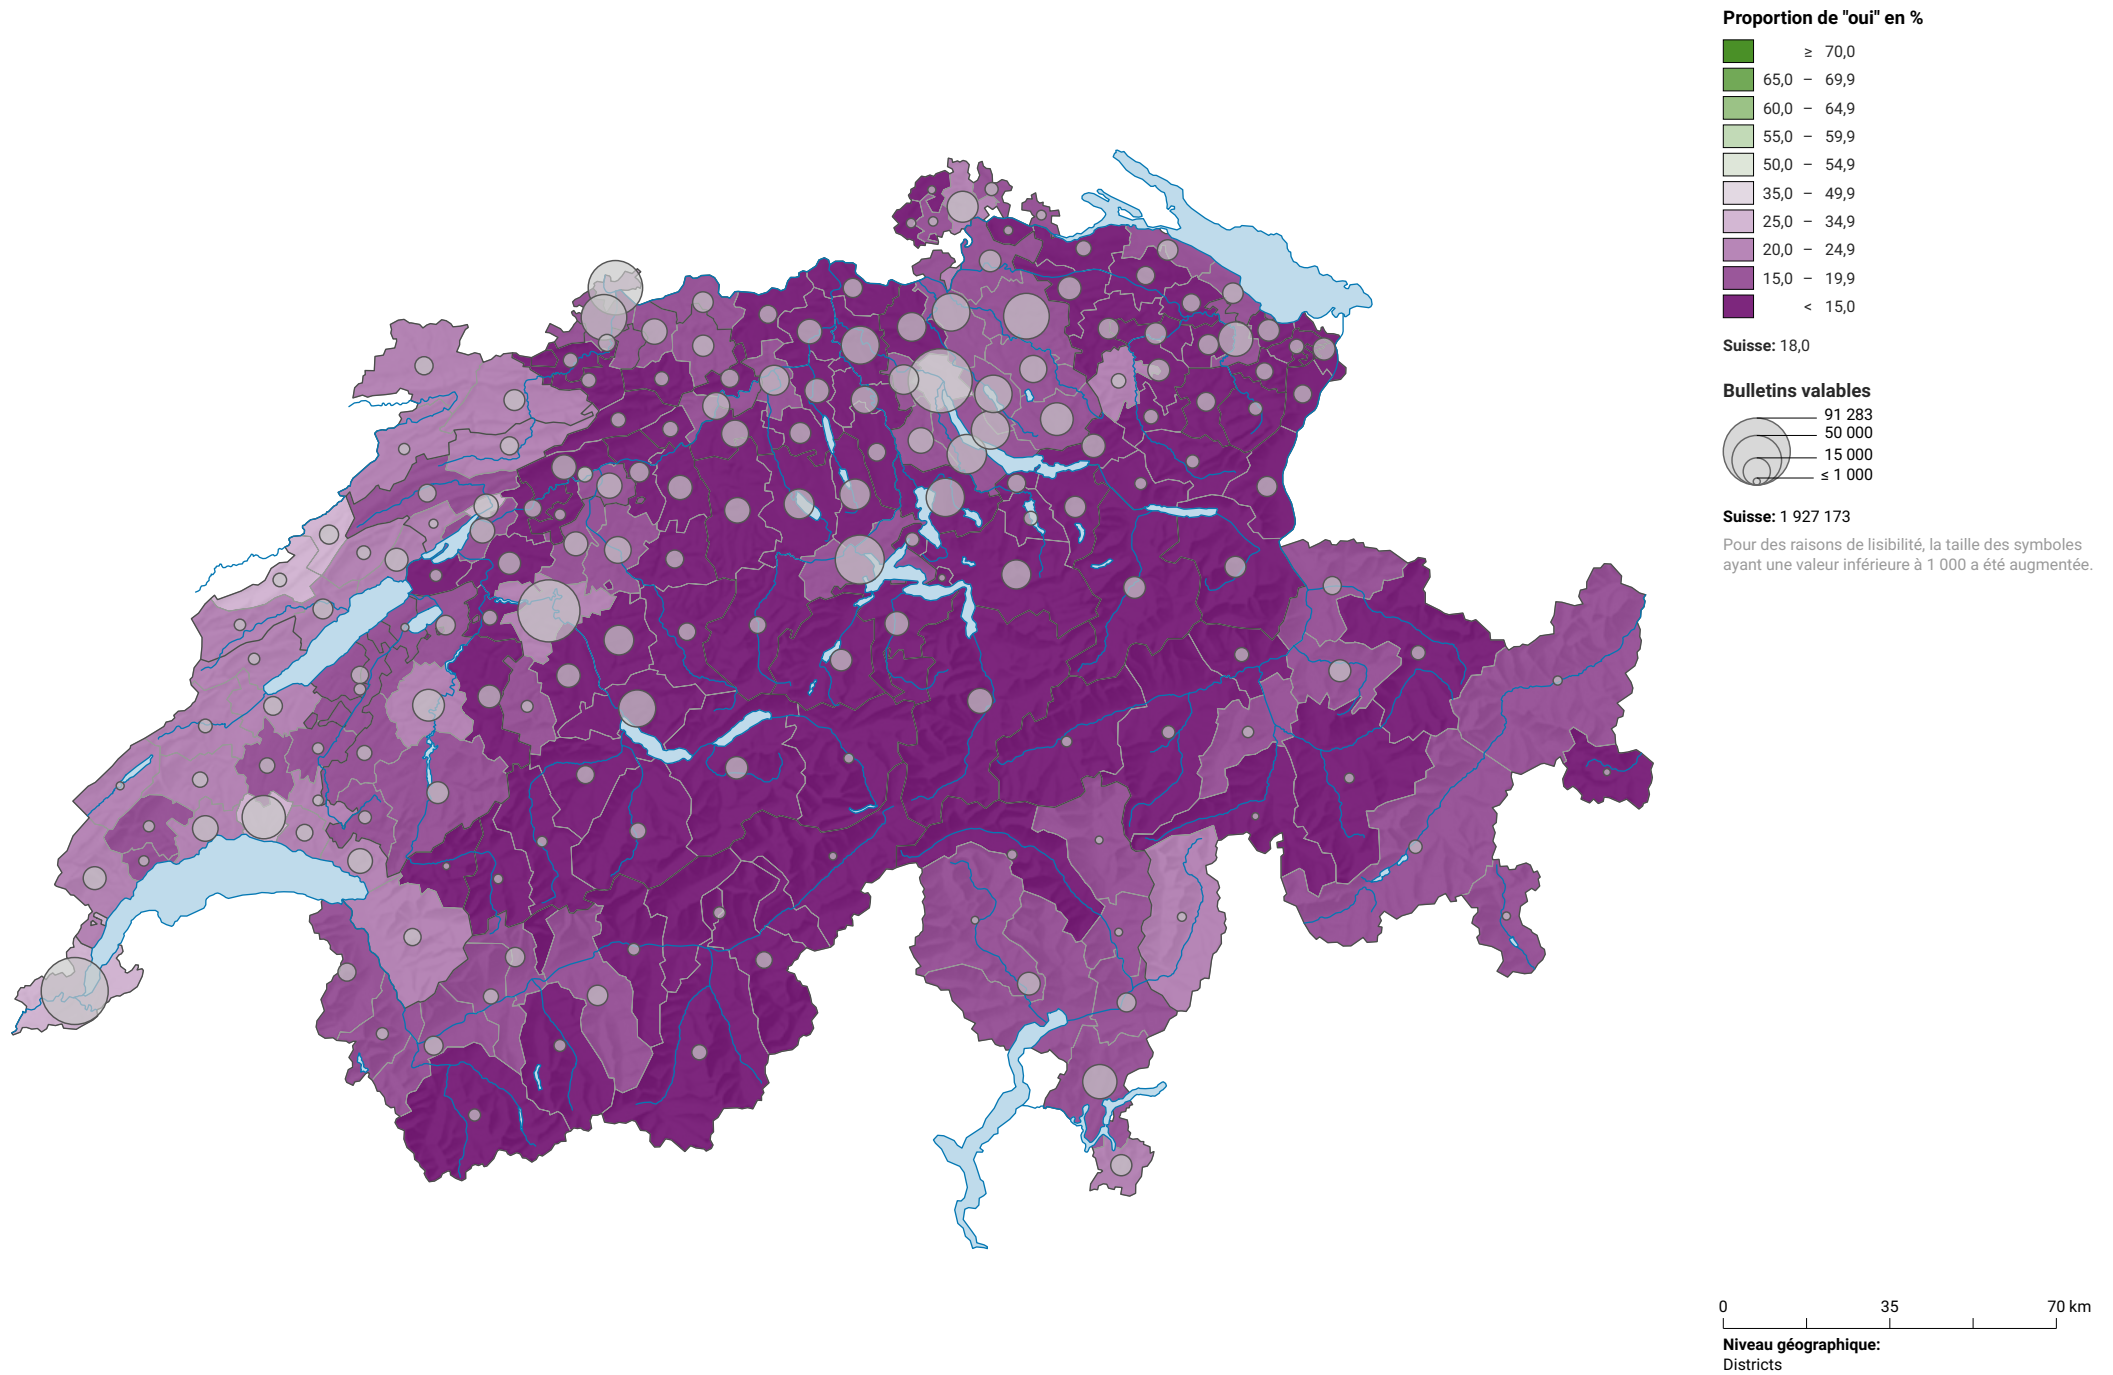 Proportion de "oui" en %
≥ 70,0
65,0 – 69,9
60,0 – 64,9
55,0 – 59,9
50,0 – 54,9
35,0 – 49,9
25,0 – 34,9
20,0 – 24,9
15,0 – 19,9
< 15,0
Suisse: 18,0
Bulletins valables
91 283
50 000
15 000
≤ 1 000
Suisse: 1 927 173
Pour des raisons de lisibilité, la taille des symboles
ayant une valeur inférieure à 1 000 a été augmentée.
0 35 70 km
Niveau géographique:
Districts